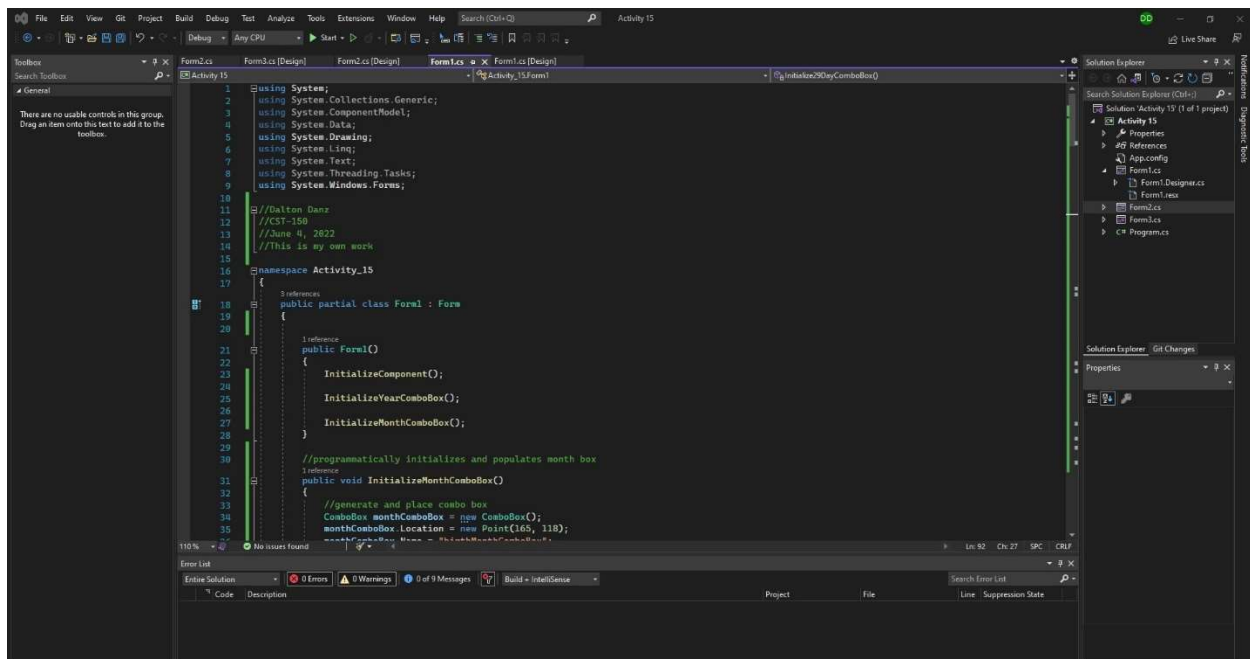 File Edit View Git Project Build Debug Test Analyze Tools Extensions Window Help Search (Ctrl+Q) Activity 15 DD
Debug Any CPU Start Live Share
Toolbox
Search Toolbox
General
There are no usable controls in this group.
Drag an item onto this text to add it to the
toolbox.
Form2.cs Form3.cs [Design] Form2.cs [Design] Form1.cs Form1.cs [Design]
Activity 15 Activity_15.Form1 Initialize29DayComboBox()
1 using System;
2 using System.Collections.Generic;
3 using System.ComponentModel;
4 using System.Data;
5 using System.Drawing;
6 using System.Linq;
7 using System.Text;
8 using System.Threading.Tasks;
9 using System.Windows.Forms;
10
11 //Dalton Danz
12 //CST-150
13 //June 4, 2022
14 //This is my own work
15
16 namespace Activity_15
17 {
3 references
18 public partial class Form1 : Form
19 {
20
1 reference
21 public Form1()
22 {
23 InitializeComponent();
24
25 InitializeYearComboBox();
26
27 InitializeMonthComboBox();
28 }
29
30 //programmatically initializes and populates month box
1 reference
31 public void InitializeMonthComboBox()
32 {
33 //generate and place combo box
34 ComboBox monthComboBox = new ComboBox();
35 monthComboBox.Location = new Point(165, 118);
monthComboBox.Name = "birthMonthComboBox";
110 % No issues found Ln: 92 Ch: 27 SPC CRLF
Error List
Entire Solution 0 Errors 0 Warnings 0 of 9 Messages Build + IntelliSense Search Error List
Code Description Project File Line Suppression State
Solution Explorer
Search Solution Explorer (Ctrl+;)
Solution 'Activity 15' (1 of 1 project)
Activity 15
Properties
References
App.config
Form1.cs
Form1.Designer.cs
Form1.resx
Form2.cs
Form3.cs
C# Program.cs
Solution Explorer Git Changes
Properties
Notifications
Diagnostic Tools